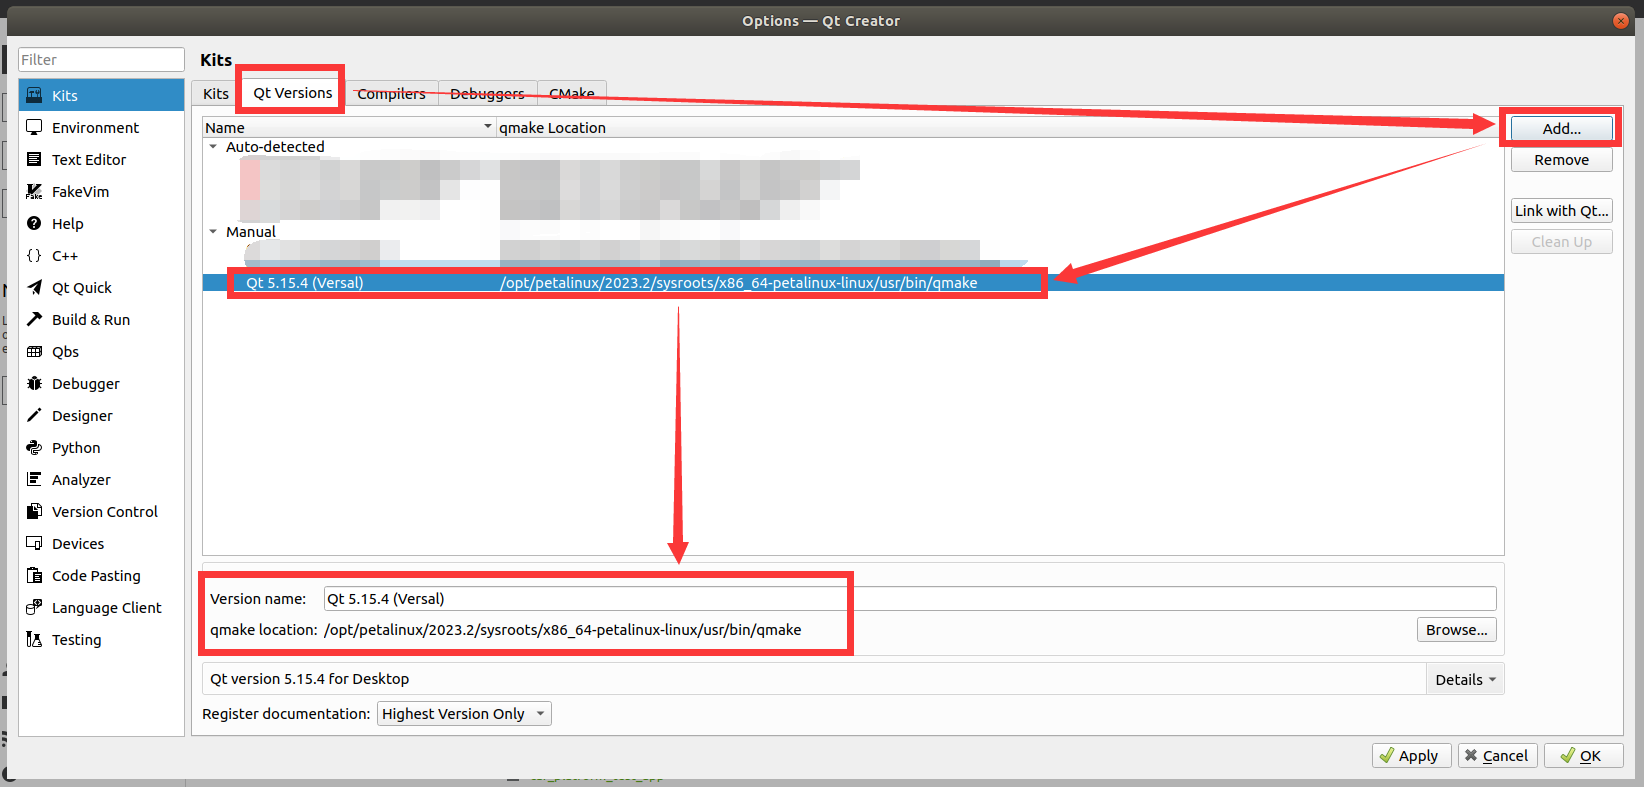 Options — Qt Creator
Filter
Kits
Environment
Text Editor
FakeVim
Help
C++
Qt Quick
Build & Run
Qbs
Debugger
Designer
Python
Analyzer
Version Control
Devices
Code Pasting
Language Client
Testing
Kits
Kits Qt Versions Compilers Debuggers CMake
Name qmake Location
Auto-detected
Manual
Qt 5.15.4 (Versal) /opt/petalinux/2023.2/sysroots/x86_64-petalinux-linux/usr/bin/qmake
Add...
Remove
Link with Qt...
Clean Up
Version name: Qt 5.15.4 (Versal)
qmake location: /opt/petalinux/2023.2/sysroots/x86_64-petalinux-linux/usr/bin/qmake
Browse...
Qt version 5.15.4 for Desktop
Details
Register documentation: Highest Version Only
Apply
Cancel
OK